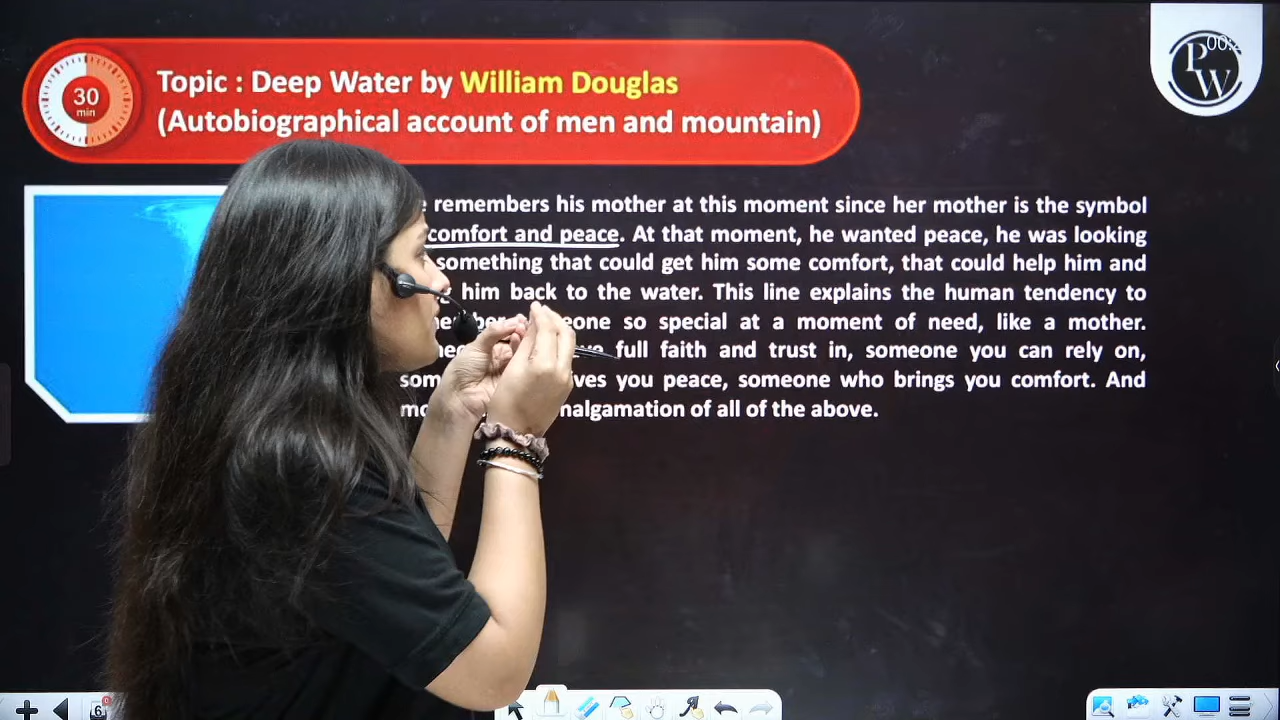 30
min
Topic : Deep Water by William Douglas
(Autobiographical account of men and mountain)
00
P
W
remembers his mother at this moment since her mother is the symbol
comfort and peace. At that moment, he wanted peace, he was looking
something that could get him some comfort, that could help him and
him back to the water. This line explains the human tendency to
so special at a moment of need, like a mother.
full faith and trust in, someone you can rely on,
you peace, someone who brings you comfort. And
of all of the above.